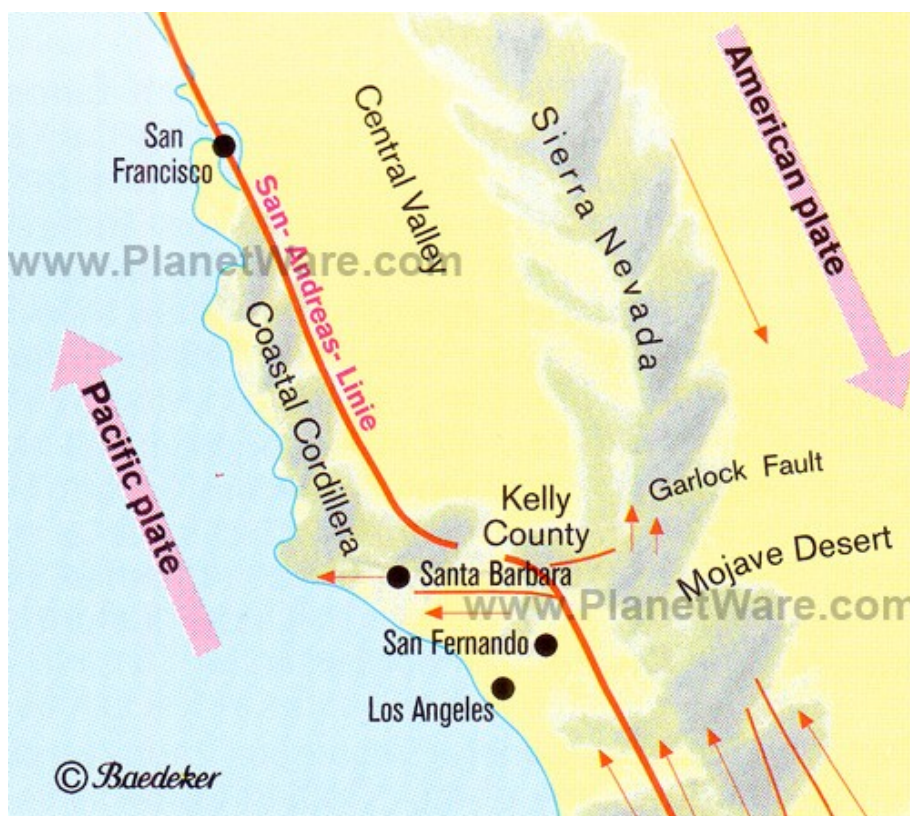 San
Francisco
Central Valley
Sierra Nevada
American plate
San- Andreas- Linie
www.PlanetWare.com
Coastal Cordillera
Pacific plate
Garlock Fault
Kelly
County
Mojave Desert
Santa Barbara
www.PlanetWare.com
San Fernando
Los Angeles
© Baedeker